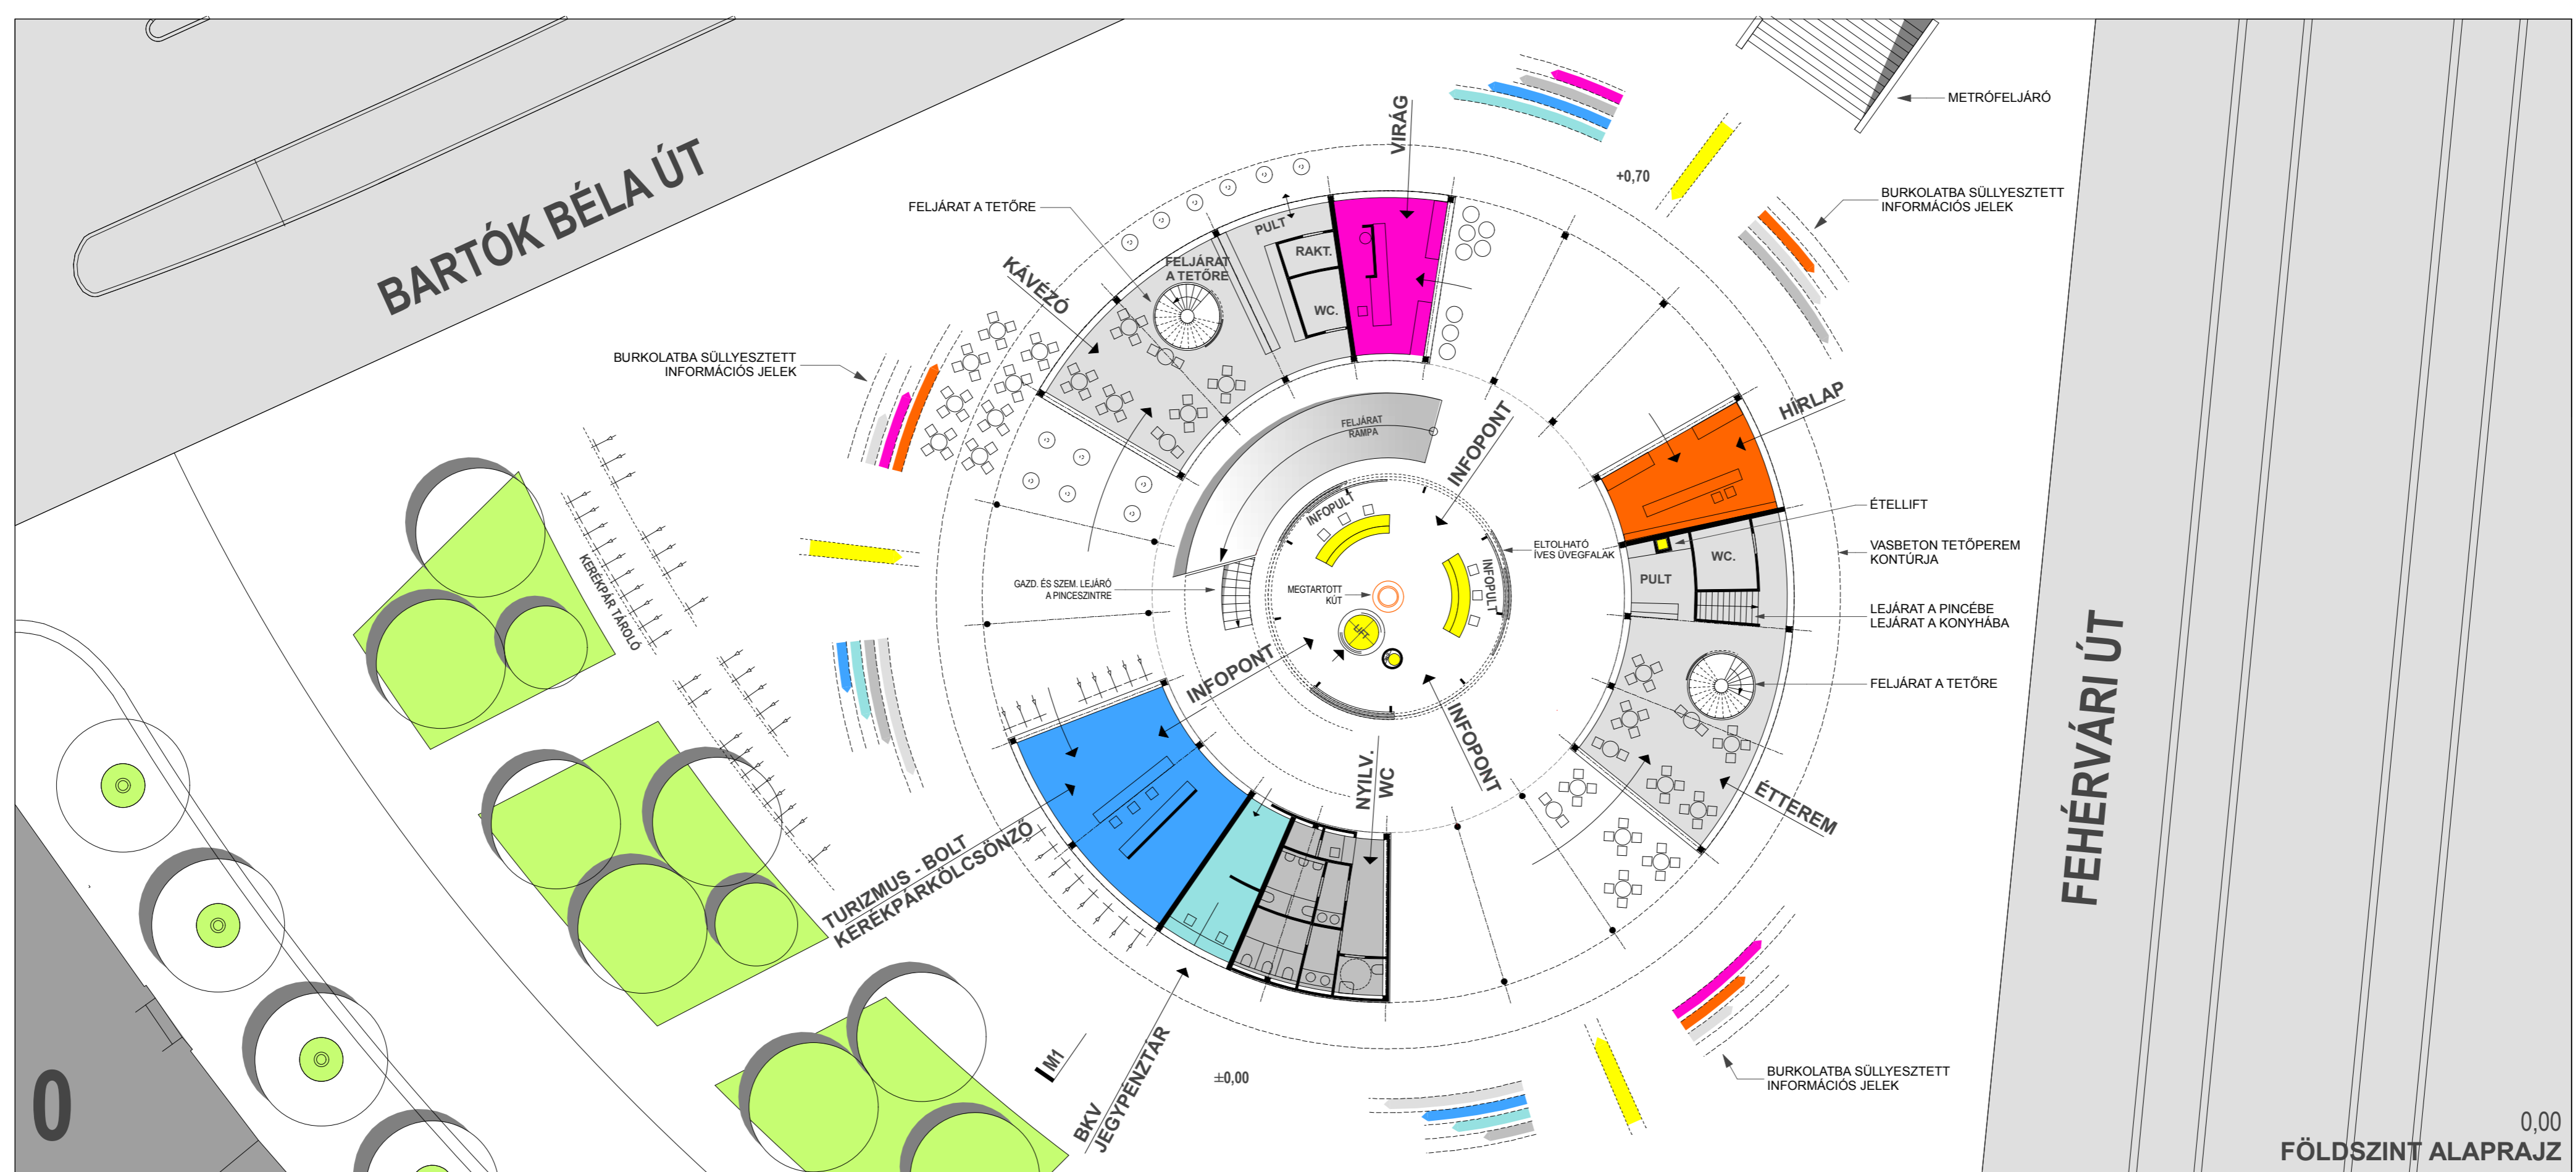 METRÓFELJÁRÓ
VIRÁG
+0,70
BARTÓK BÉLA ÚT
FELJÁRAT A TETŐRE
BURKOLATBA SÜLLYESZTETT
INFORMÁCIÓS JELEK
PULT
RAKT.
WC.
FELJÁRAT
A TETŐRE
KÁVÉZÓ
BURKOLATBA SÜLLYESZTETT
INFORMÁCIÓS JELEK
HÍRLAP
FELJÁRAT
RÁMPA
INFOPONT
KERÉKPÁR TÁROLÓ
INFOPULT
ÉTELLIFT
ELTOLHATÓ
ÍVES ÜVEGFALAK
VASBETON TETŐPEREM
KONTÚRJA
WC.
PULT
GAZD. ÉS SZEM. LEJÁRÓ
A PINCESZINTRE
MEGTARTOTT
KÚT
INFOPULT
LEJÁRAT A PINCÉBE
LEJÁRAT A KONYHÁBA
LIFT
INFOPONT
FELJÁRAT A TETŐRE
FEHÉRVÁRI ÚT
INFOPONT
NYILV.
WC
ÉTTEREM
TURIZMUS - BOLT
KERÉKPÁRKÖLCSÖNZŐ
M1
±0,00
BKV
JEGYPÉNZTÁR
BURKOLATBA SÜLLYESZTETT
INFORMÁCIÓS JELEK
0
0,00
FÖLDSZINT ALAPRAJZ